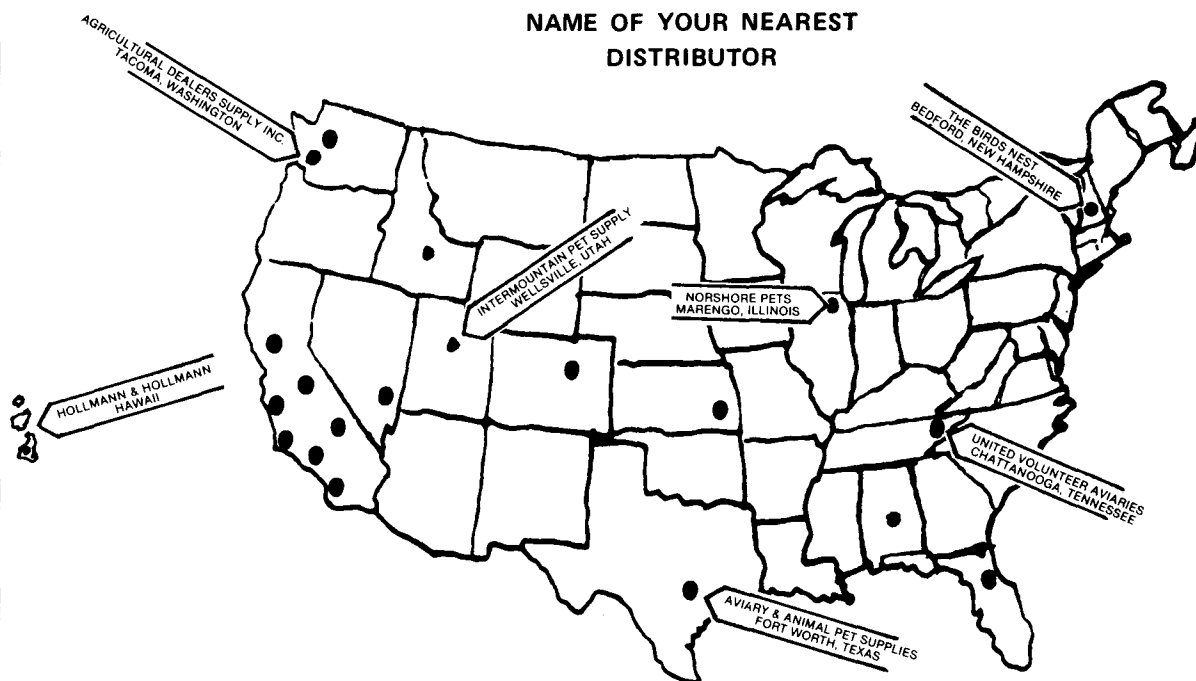 NAME OF YOUR NEAREST
DISTRIBUTOR
AGRICULTURAL DEALERS SUPPLY INC.
TACOMA, WASHINGTON
THE BIRDS NEST
BEDFORD, NEW HAMPSHIRE
INTERMOUNTAIN PET SUPPLY
WELLSVILLE, UTAH
NORSHORE PETS
MARENGO, ILLINOIS
HOLLMANN & HOLLMANN
HAWAII
UNITED VOLUNTEER AVIARIES
CHATTANOOGA, TENNESSEE
AVIARY & ANIMAL PET SUPPLIES
FORT WORTH, TEXAS